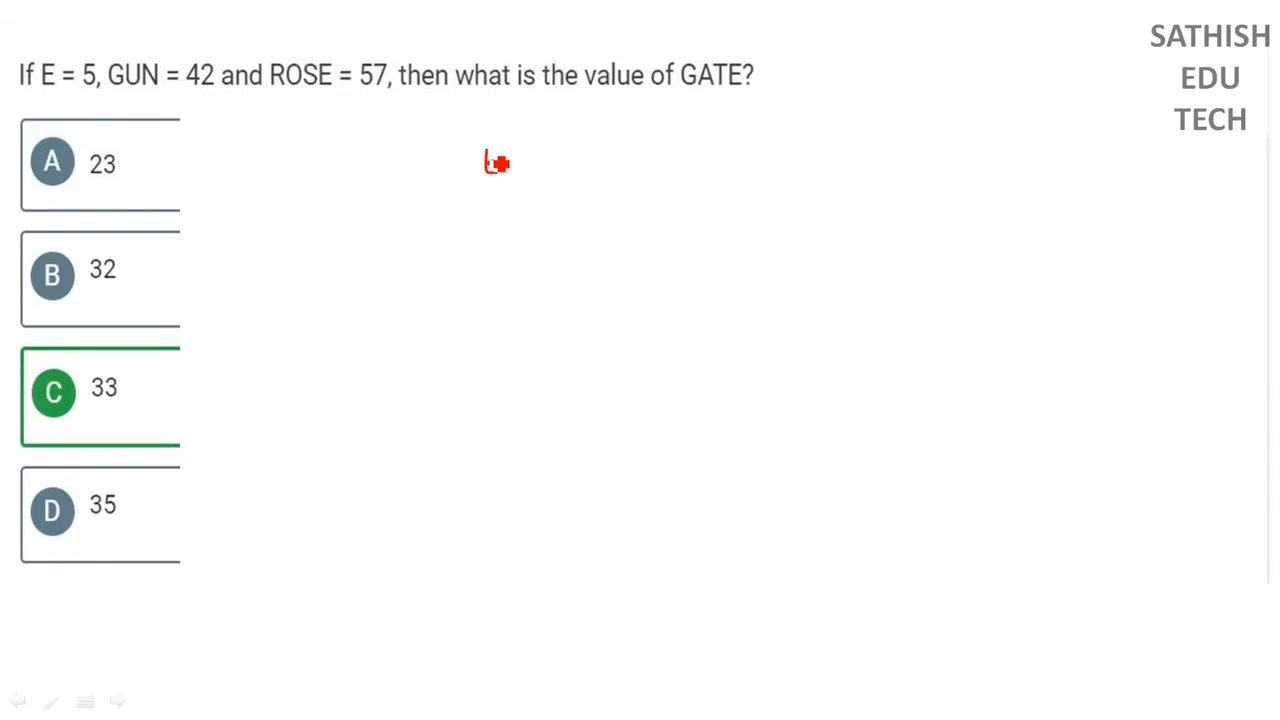 SATHISH
EDU
TECH
If E = 5, GUN = 42 and ROSE = 57, then what is the value of GATE?
A 23
B 32
C 33
D 35